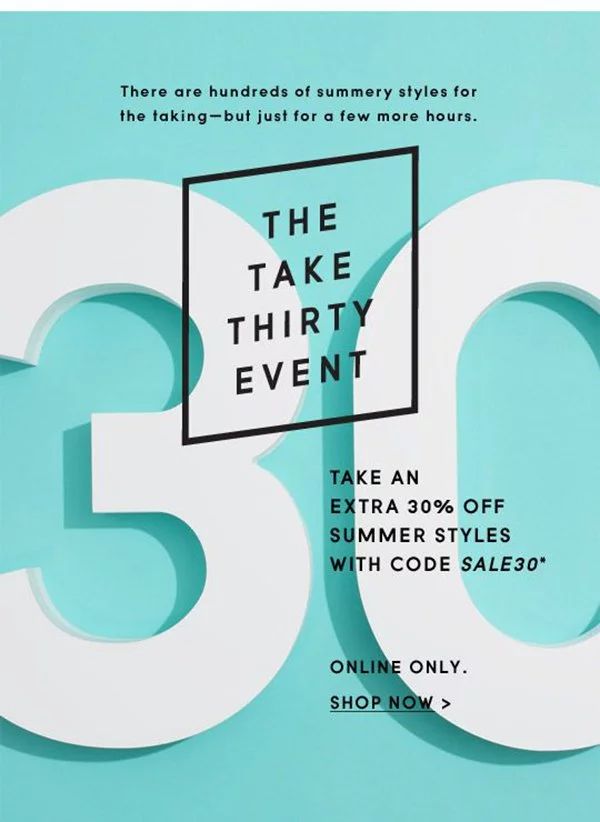 There are hundreds of summery styles for
the taking—but just for a few more hours.
30
THE
TAKE
THIRTY
EVENT
TAKE AN
EXTRA 30% OFF
SUMMER STYLES
WITH CODE SALE30*
ONLINE ONLY.
SHOP NOW >